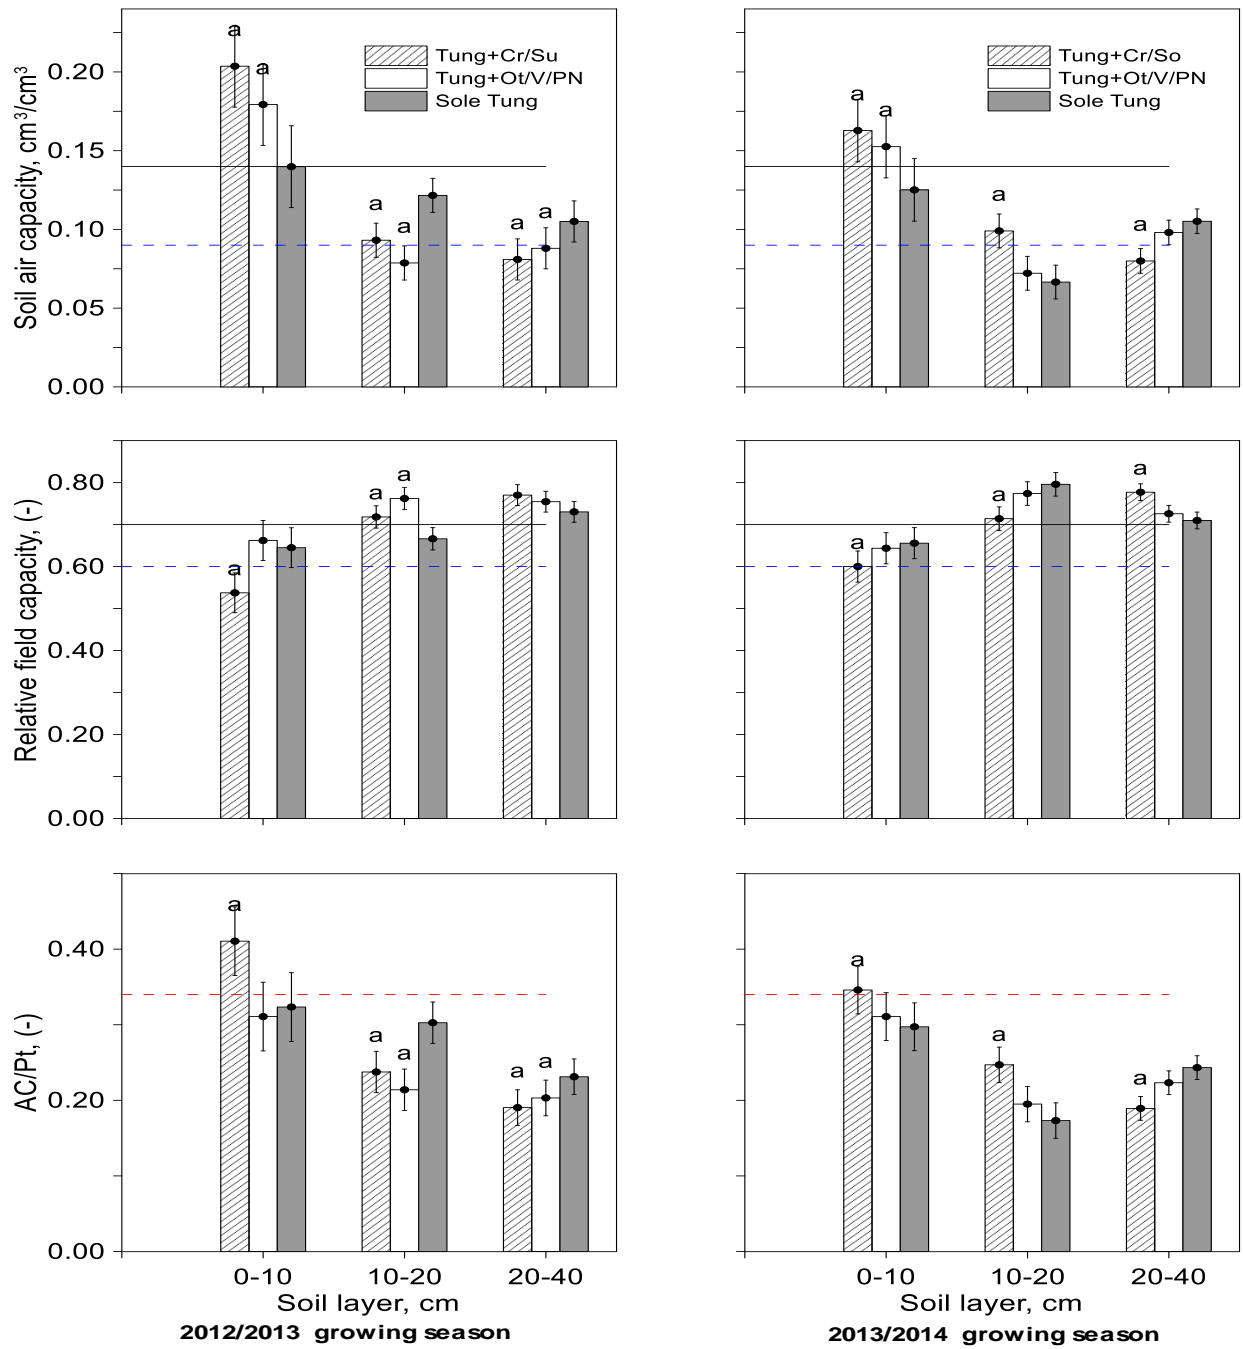 Soil air capacity, cm³/cm³
0.20
0.15
0.10
0.05
0.00
a
a
a
a
a
a
Tung+Cr/Su
Tung+Ot/V/PN
Sole Tung
a
a
a
a
Tung+Cr/So
Tung+Ot/V/PN
Sole Tung
Relative field capacity, (-)
0.80
0.60
0.40
0.20
0.00
a
a
a
a
a
a
AC/Pt, (-)
0.40
0.20
0.00
a
a
a
a
a
a
a
a
0-10 10-20 20-40
Soil layer, cm
2012/2013 growing season
0-10 10-20 20-40
Soil layer, cm
2013/2014 growing season